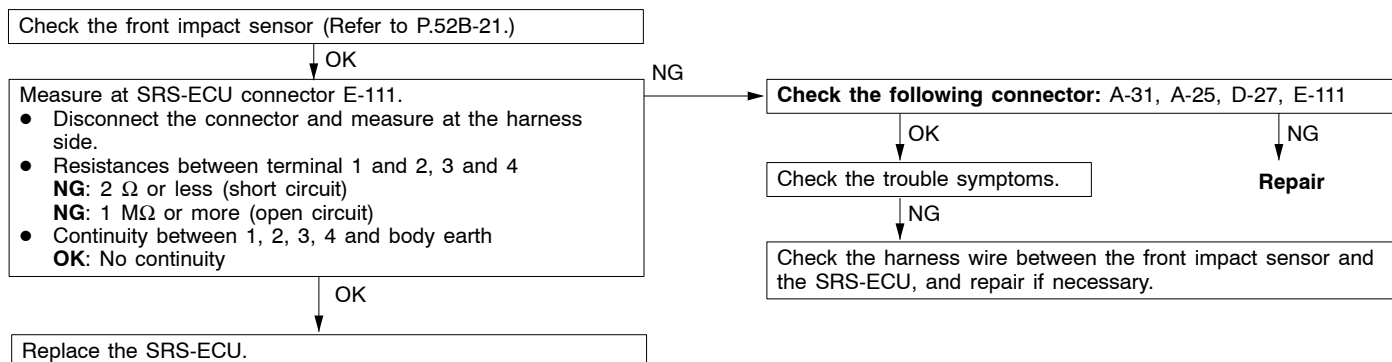 Check the front impact sensor (Refer to P.52B-21.)
OK
Measure at SRS-ECU connector E-111.
● Disconnect the connector and measure at the harness
side.
● Resistances between terminal 1 and 2, 3 and 4
NG: 2 Ω or less (short circuit)
NG: 1 MΩ or more (open circuit)
● Continuity between 1, 2, 3, 4 and body earth
OK: No continuity
OK
Replace the SRS-ECU.
NG
Check the following connector: A-31, A-25, D-27, E-111
OK
NG
Check the trouble symptoms.
Repair
NG
Check the harness wire between the front impact sensor and
the SRS-ECU, and repair if necessary.